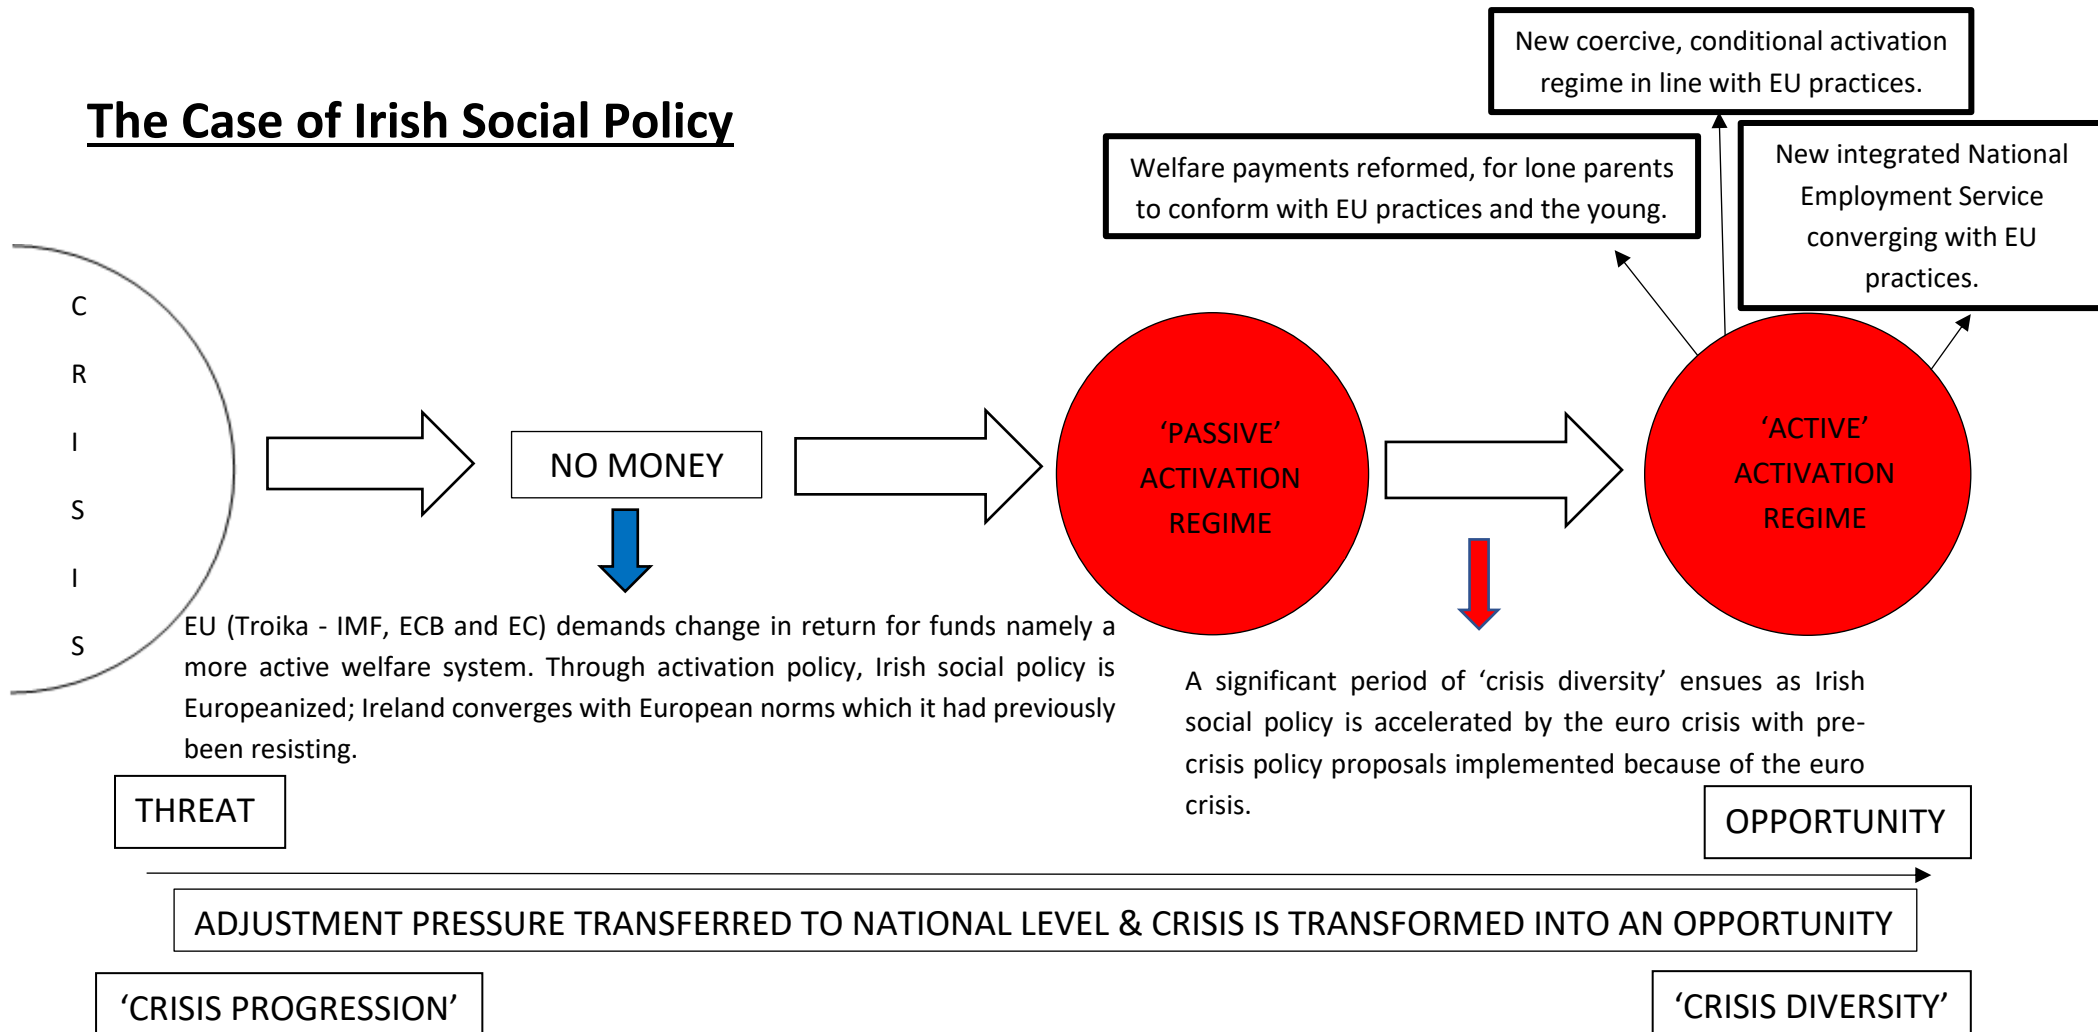 The Case of Irish Social Policy
New coercive, conditional activation
regime in line with EU practices.
Welfare payments reformed, for lone parents
to conform with EU practices and the young.
New integrated National
Employment Service
converging with EU
practices.
C
R
I
S
I
S
NO MONEY
‘PASSIVE’
ACTIVATION
REGIME
‘ACTIVE’
ACTIVATION
REGIME
EU (Troika - IMF, ECB and EC) demands change in return for funds namely a
more active welfare system. Through activation policy, Irish social policy is
Europeanized; Ireland converges with European norms which it had previously
been resisting.
A significant period of ‘crisis diversity’ ensues as Irish
social policy is accelerated by the euro crisis with pre-
crisis policy proposals implemented because of the euro
crisis.
THREAT
OPPORTUNITY
ADJUSTMENT PRESSURE TRANSFERRED TO NATIONAL LEVEL & CRISIS IS TRANSFORMED INTO AN OPPORTUNITY
‘CRISIS PROGRESSION’
‘CRISIS DIVERSITY’